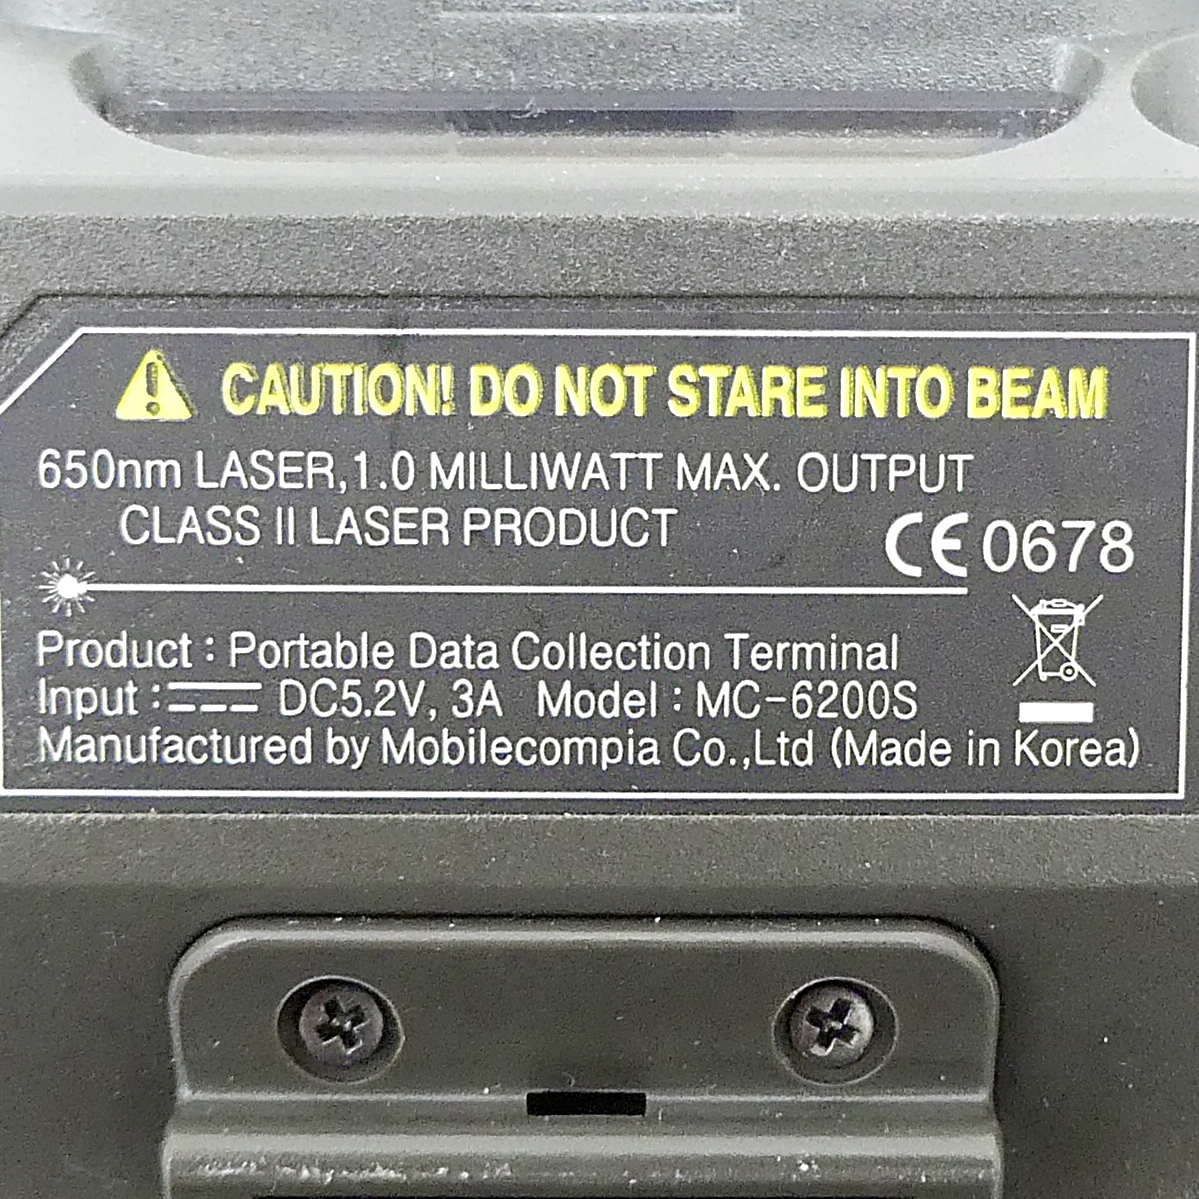 CAUTION! DO NOT STARE INTO BEAM
650nm LASER,1.0 MILLIWATT MAX. OUTPUT
CLASS II LASER PRODUCT
CE 0678
Product : Portable Data Collection Terminal
Input : DC5.2V, 3A Model : MC-6200S
Manufactured by Mobilecompia Co.,Ltd (Made in Korea)